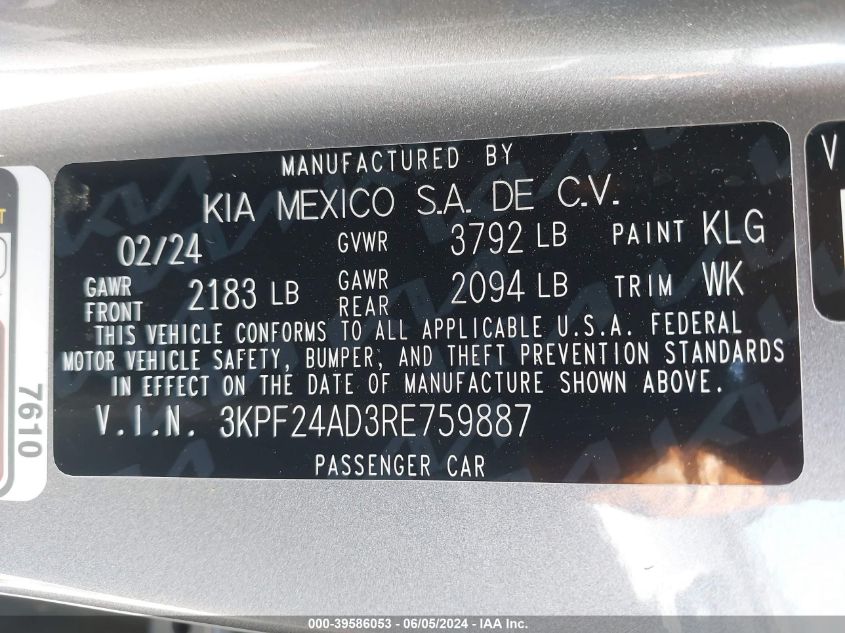 MANUFACTURED BY
KIA MEXICO S.A. DE C.V.
02/24 GVWR 3792 LB PAINT KLG
GAWR FRONT 2183 LB GAWR REAR 2094 LB TRIM WK
THIS VEHICLE CONFORMS TO ALL APPLICABLE U.S.A. FEDERAL
MOTOR VEHICLE SAFETY, BUMPER, AND THEFT PREVENTION STANDARDS
IN EFFECT ON THE DATE OF MANUFACTURE SHOWN ABOVE.
V.I.N. 3KPF24AD3RE759887
PASSENGER CAR
7610
V
000-39586053 - 06/05/2024 - IAA Inc.